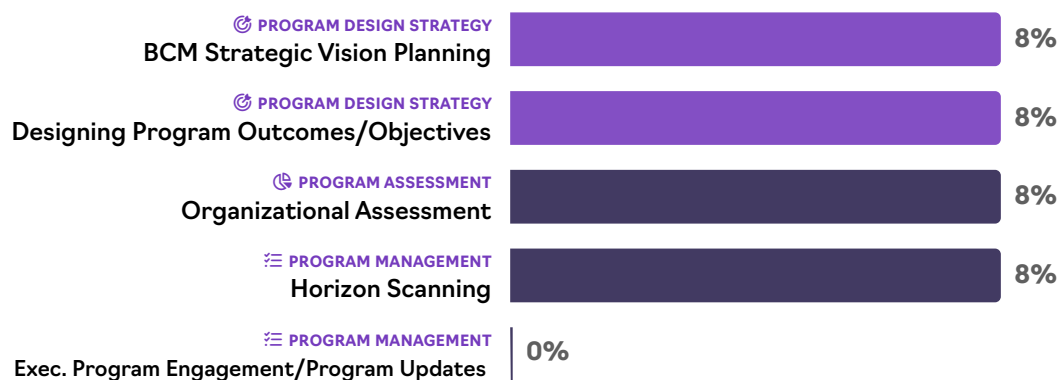 PROGRAM DESIGN STRATEGY
BCM Strategic Vision Planning
8%
PROGRAM DESIGN STRATEGY
Designing Program Outcomes/Objectives
8%
PROGRAM ASSESSMENT
Organizational Assessment
8%
PROGRAM MANAGEMENT
Horizon Scanning
8%
PROGRAM MANAGEMENT
Exec. Program Engagement/Program Updates
0%